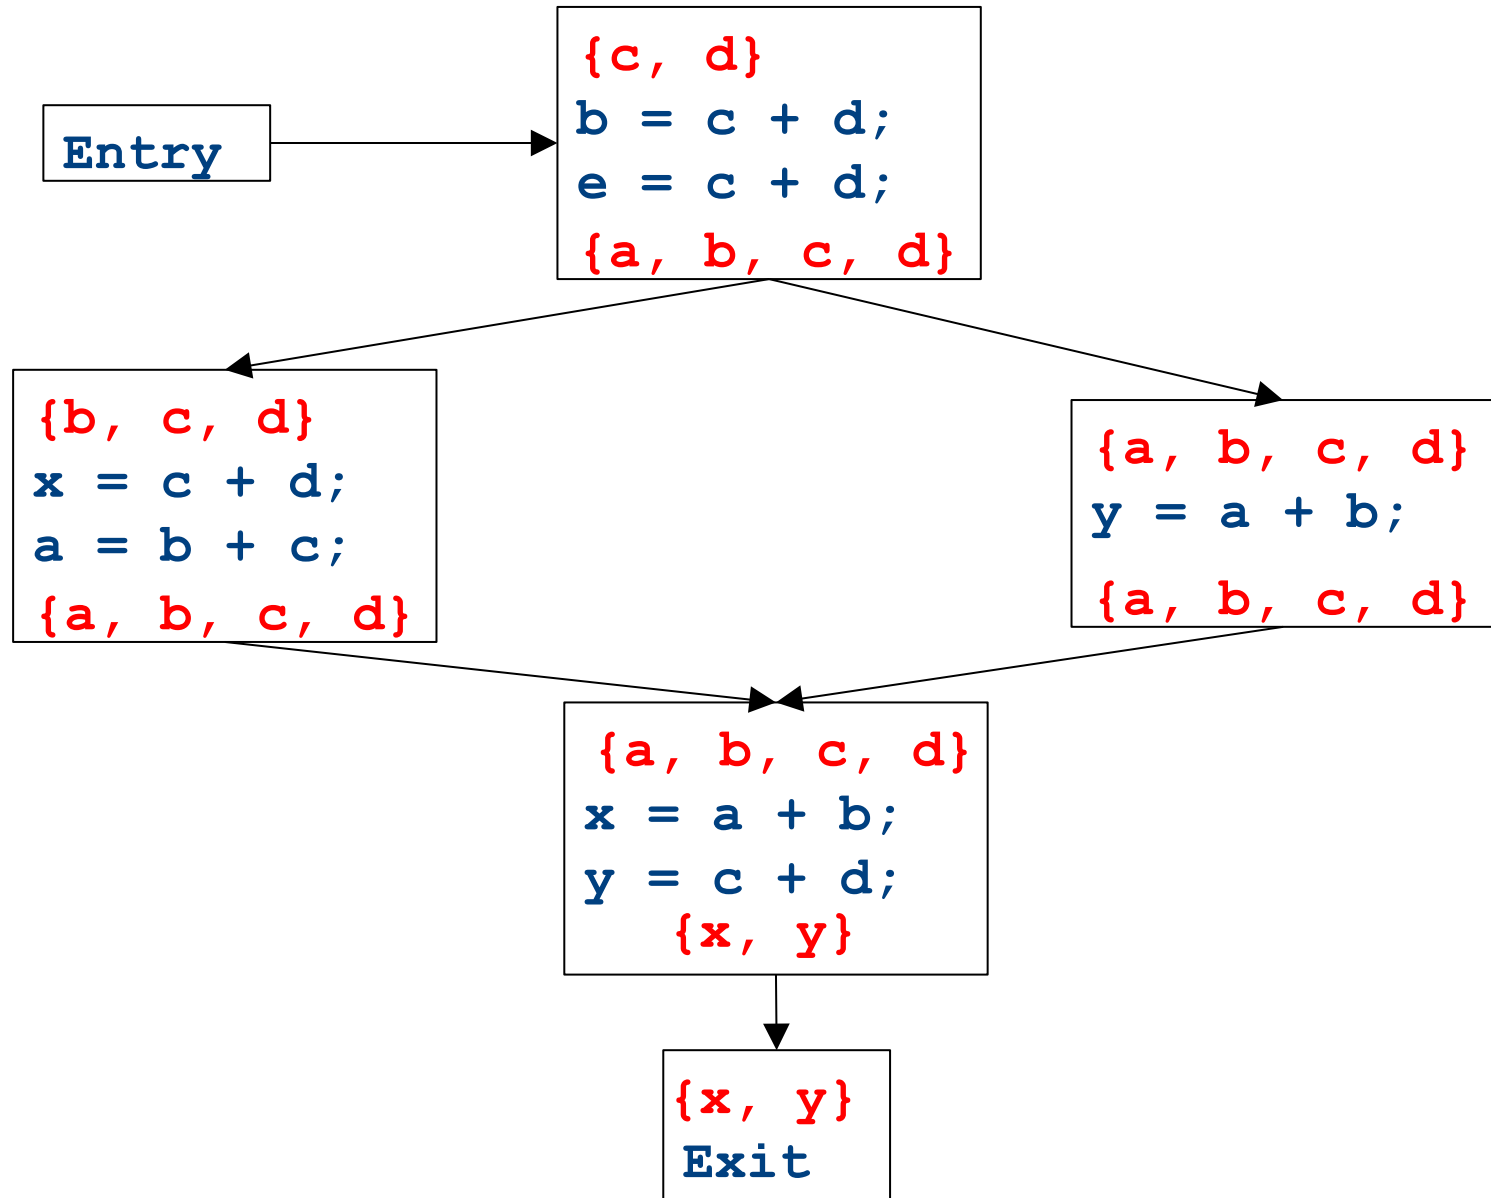 {c, d}
b = c + d;
e = c + d;
{a, b, c, d}
Entry
{b, c, d}
x = c + d;
a = b + c;
{a, b, c, d}
{a, b, c, d}
y = a + b;
{a, b, c, d}
{a, b, c, d}
x = a + b;
y = c + d;
{x, y}
{x, y}
Exit